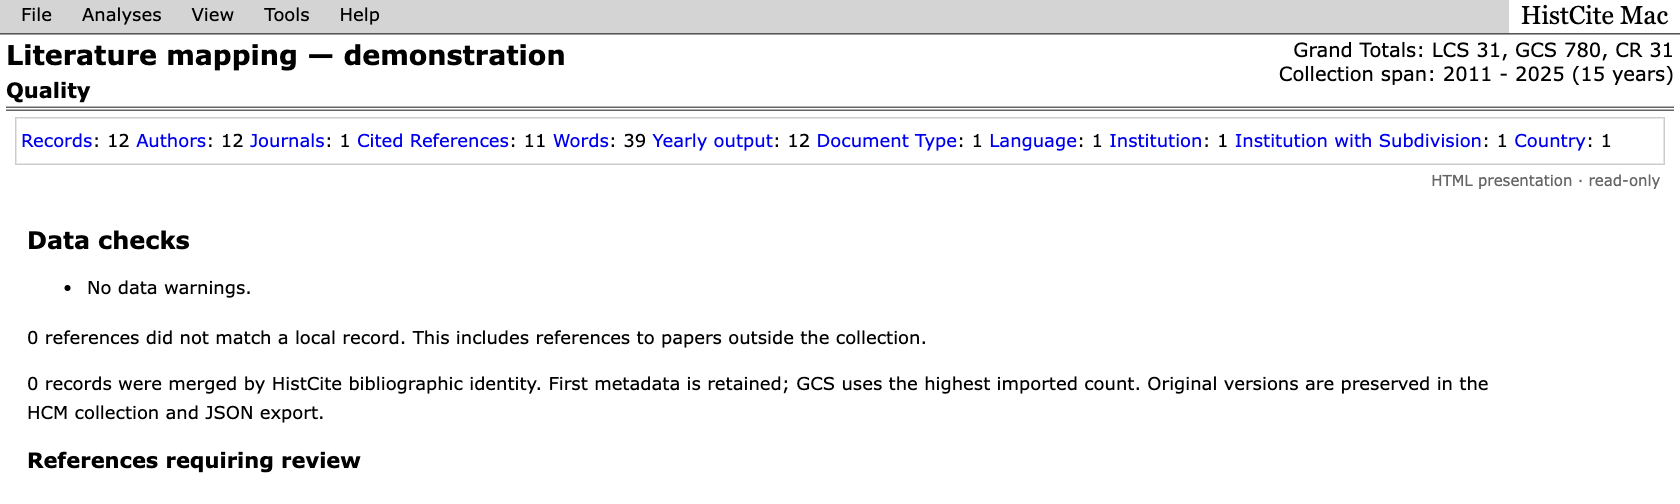 File Analyses View Tools Help
HistCite Mac
Literature mapping — demonstration
Grand Totals: LCS 31, GCS 780, CR 31
Collection span: 2011 - 2025 (15 years)
Quality
Records: 12 Authors: 12 Journals: 1 Cited References: 11 Words: 39 Yearly output: 12 Document Type: 1 Language: 1 Institution: 1 Institution with Subdivision: 1 Country: 1
HTML presentation · read-only
Data checks
• No data warnings.
0 references did not match a local record. This includes references to papers outside the collection.
0 records were merged by HistCite bibliographic identity. First metadata is retained; GCS uses the highest imported count. Original versions are preserved in the
HCM collection and JSON export.
References requiring review